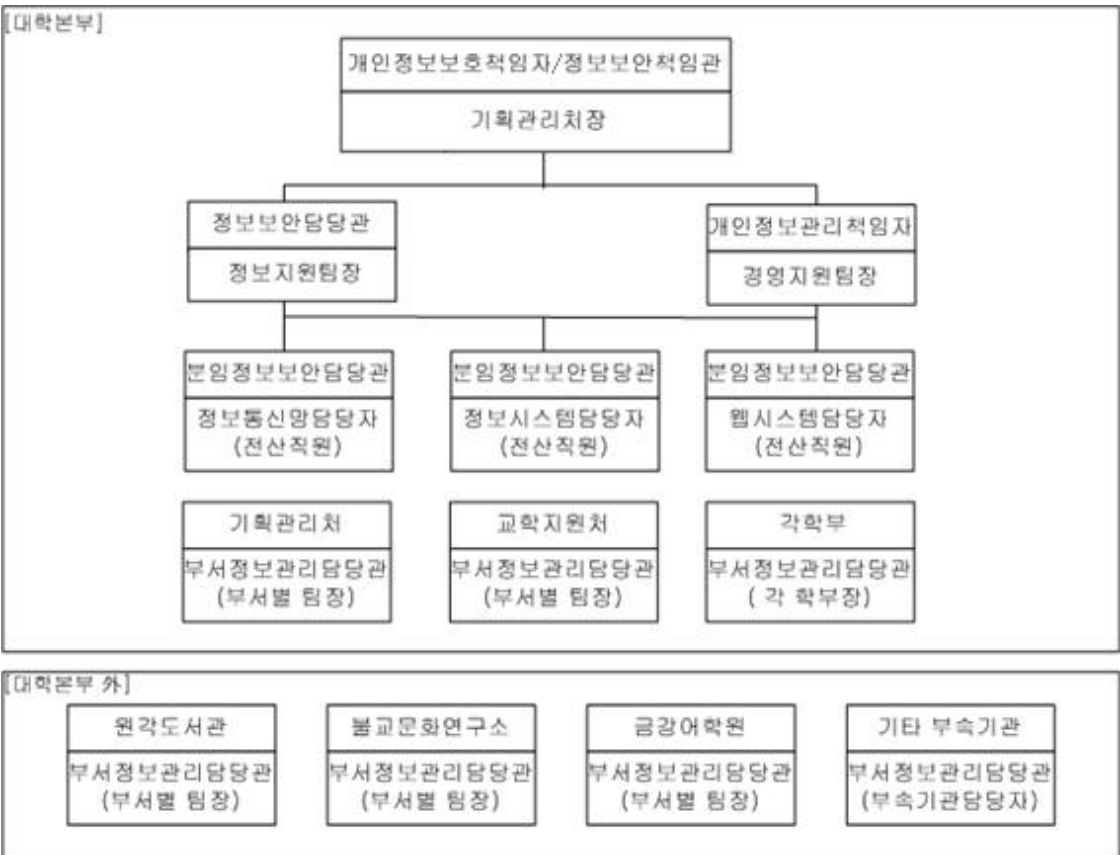 [대학본부]
개인정보보호책임자/정보보안책임관
기획관리처장
정보보안담당관
개인정보관리책임자
정보지원팀장
경영지원팀장
분임정보보안담당관
분임정보보안담당관
분임정보보안담당관
정보통신망담당자
(전산직원)
정보시스템담당자
(전산직원)
웹시스템담당자
(전산직원)
기획관리처
부서정보관리담당관
(부서별 팀장)
교학지원처
부서정보관리담당관
(부서별 팀장)
각학부
부서정보관리담당관
( 각 학부장)
[대학본부 外]
원각도서관
부서정보관리담당관
(부서별 팀장)
불교문화연구소
부서정보관리담당관
(부서별 팀장)
금강어학원
부서정보관리담당관
(부서별 팀장)
기타 부속기관
부서정보관리담당관
(부속기관담당자)